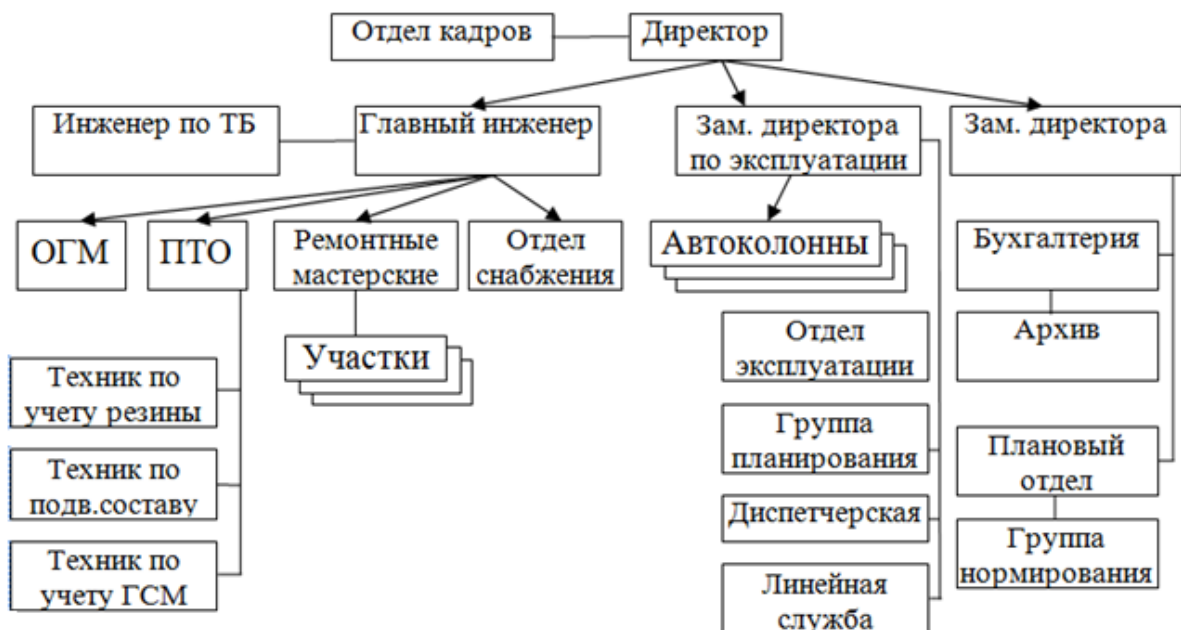 Отдел кадров
Директор
Инженер по ТБ
Главный инженер
Зам. директора
по эксплуатации
Зам. директора
ОГМ
ПТО
Ремонтные
мастерские
Отдел
снабжения
Автоколонны
Бухгалтерия
Участки
Отдел
эксплуатации
Архив
Техник по
учету резины
Группа
планирования
Плановый
отдел
Техник по
подв.составу
Диспетчерская
Группа
нормирования
Техник по
учету ГСМ
Линейная
служба